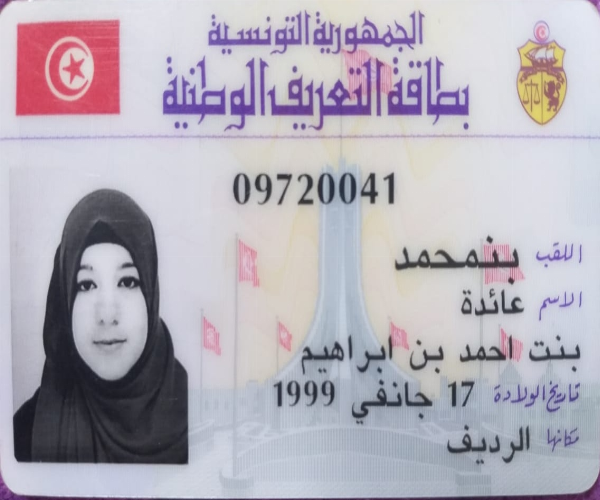 الجمهورية التونسية
بطاقة التعريف الوطنية
09720041
اللقب بنمحمد
الاسم عائدة
بنت احمد بن ابراهيم
تاريخ الولادة 17 جانفي 1999
مكانها الرديف